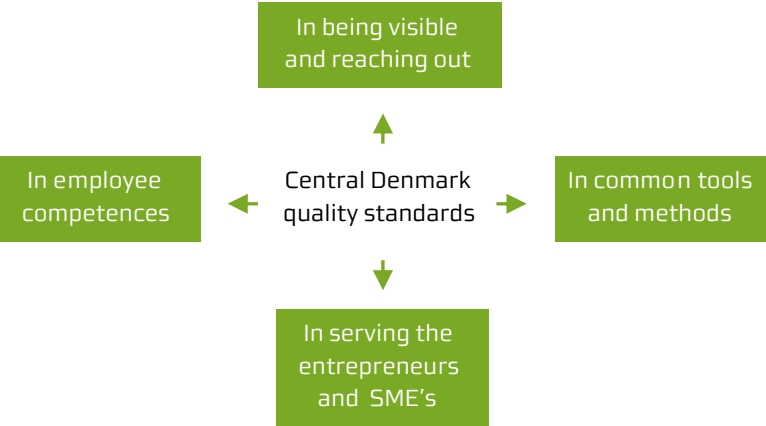 In being visible
and reaching out
In employee
competences
Central Denmark
quality standards
In common tools
and methods
In serving the
entrepreneurs
and SME's